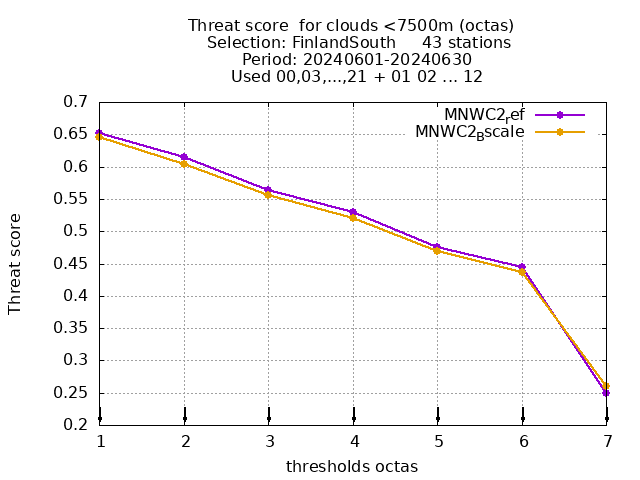 Threat score  for clouds <7500m (octas)
Selection: FinlandSouth     43 stations
Period: 20240601-20240630
Used 00,03,...,21 + 01 02 ... 12
MNWC2ref
MNWC2Bscale
0.7
0.65
0.6
0.55
0.5
0.45
0.4
0.35
0.3
0.25
0.2
Threat score
1 2 3 4 5 6 7
thresholds octas